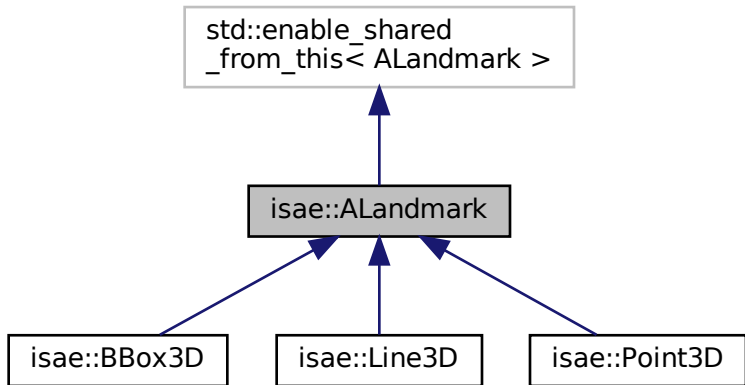 std::enable_shared
_from_this< ALandmark >
isae::ALandmark
isae::BBox3D
isae::Line3D
isae::Point3D